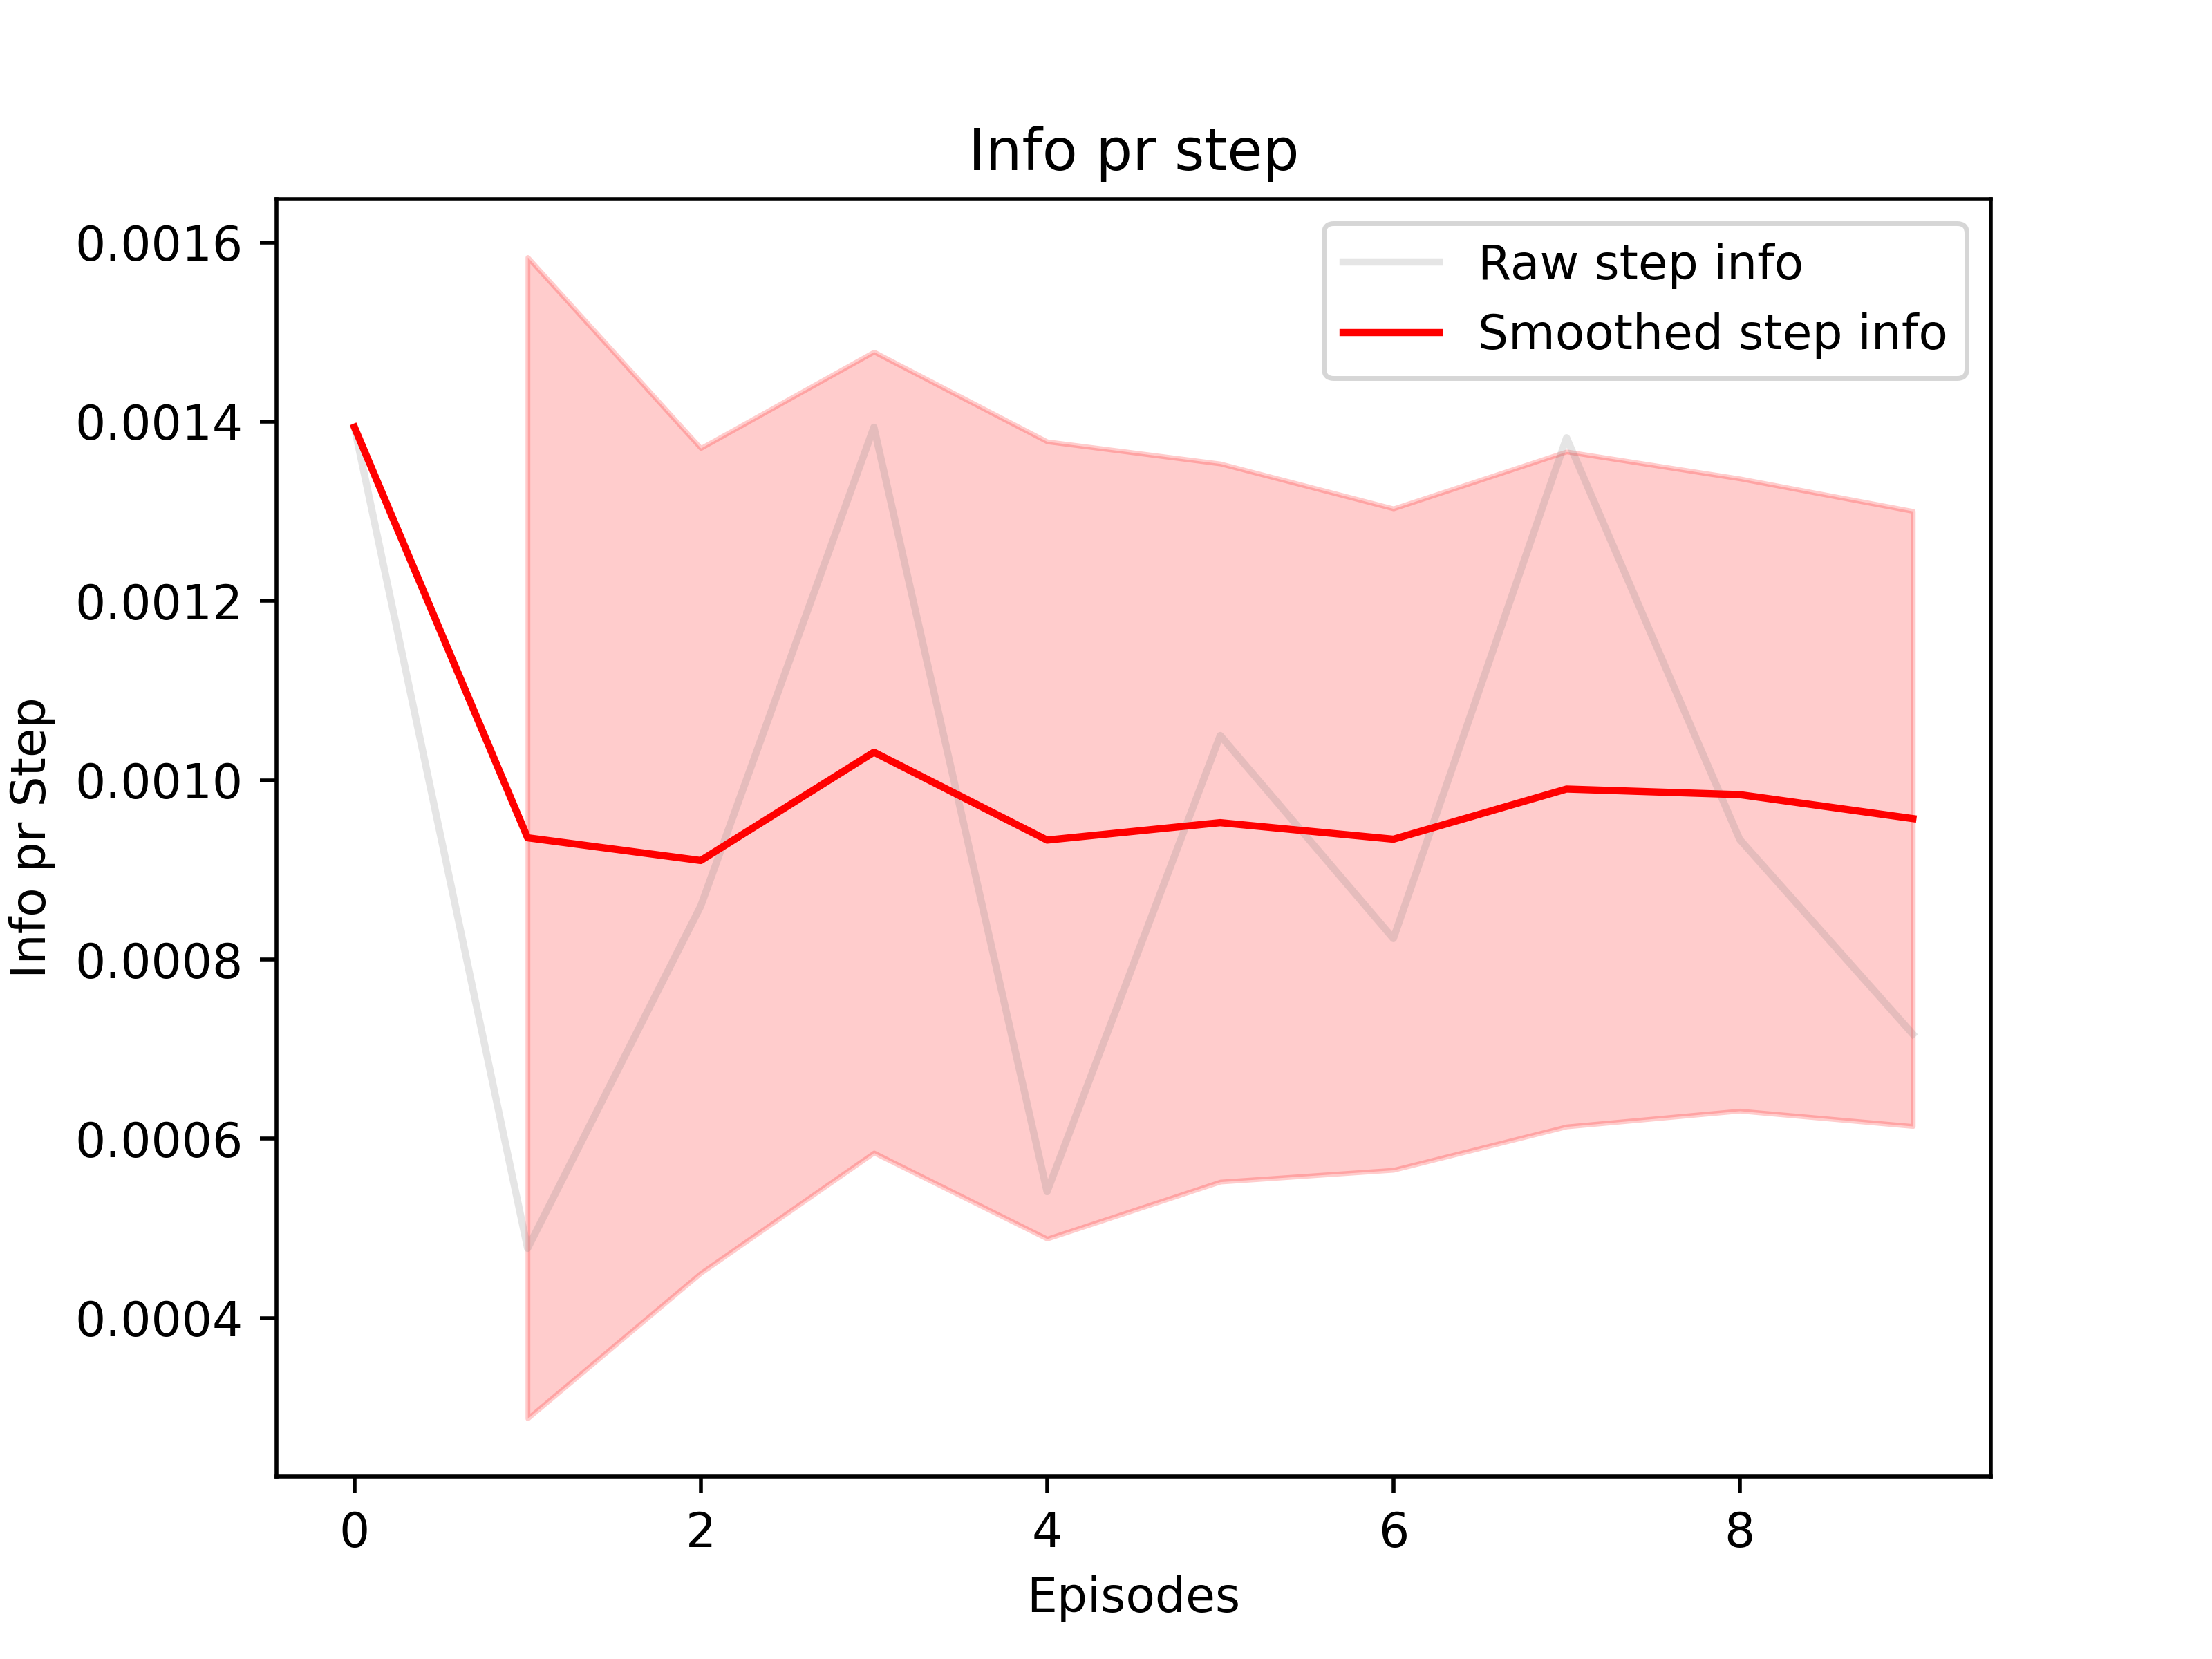 Info pr step
Raw step info
Smoothed step info
0.0016
0.0014
0.0012
0.0010
0.0008
0.0006
0.0004
Info pr Step
0 2 4 6 8
Episodes